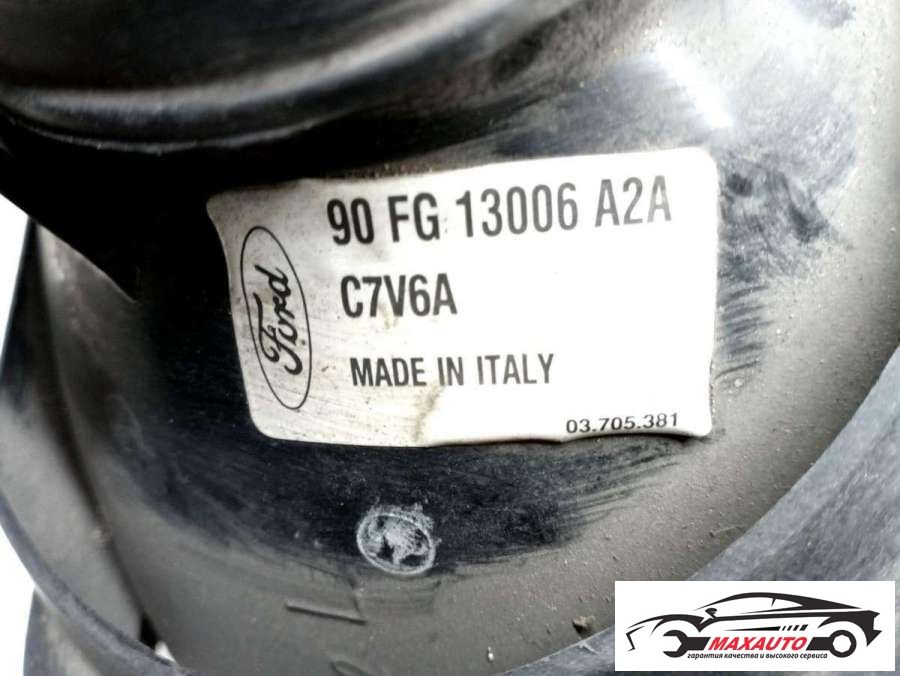 90 FG 13006 A2A
Ford
C7V6A
MADE IN ITALY
03.705.381
MAXAUTO
гарантия качества и высокого сервиса